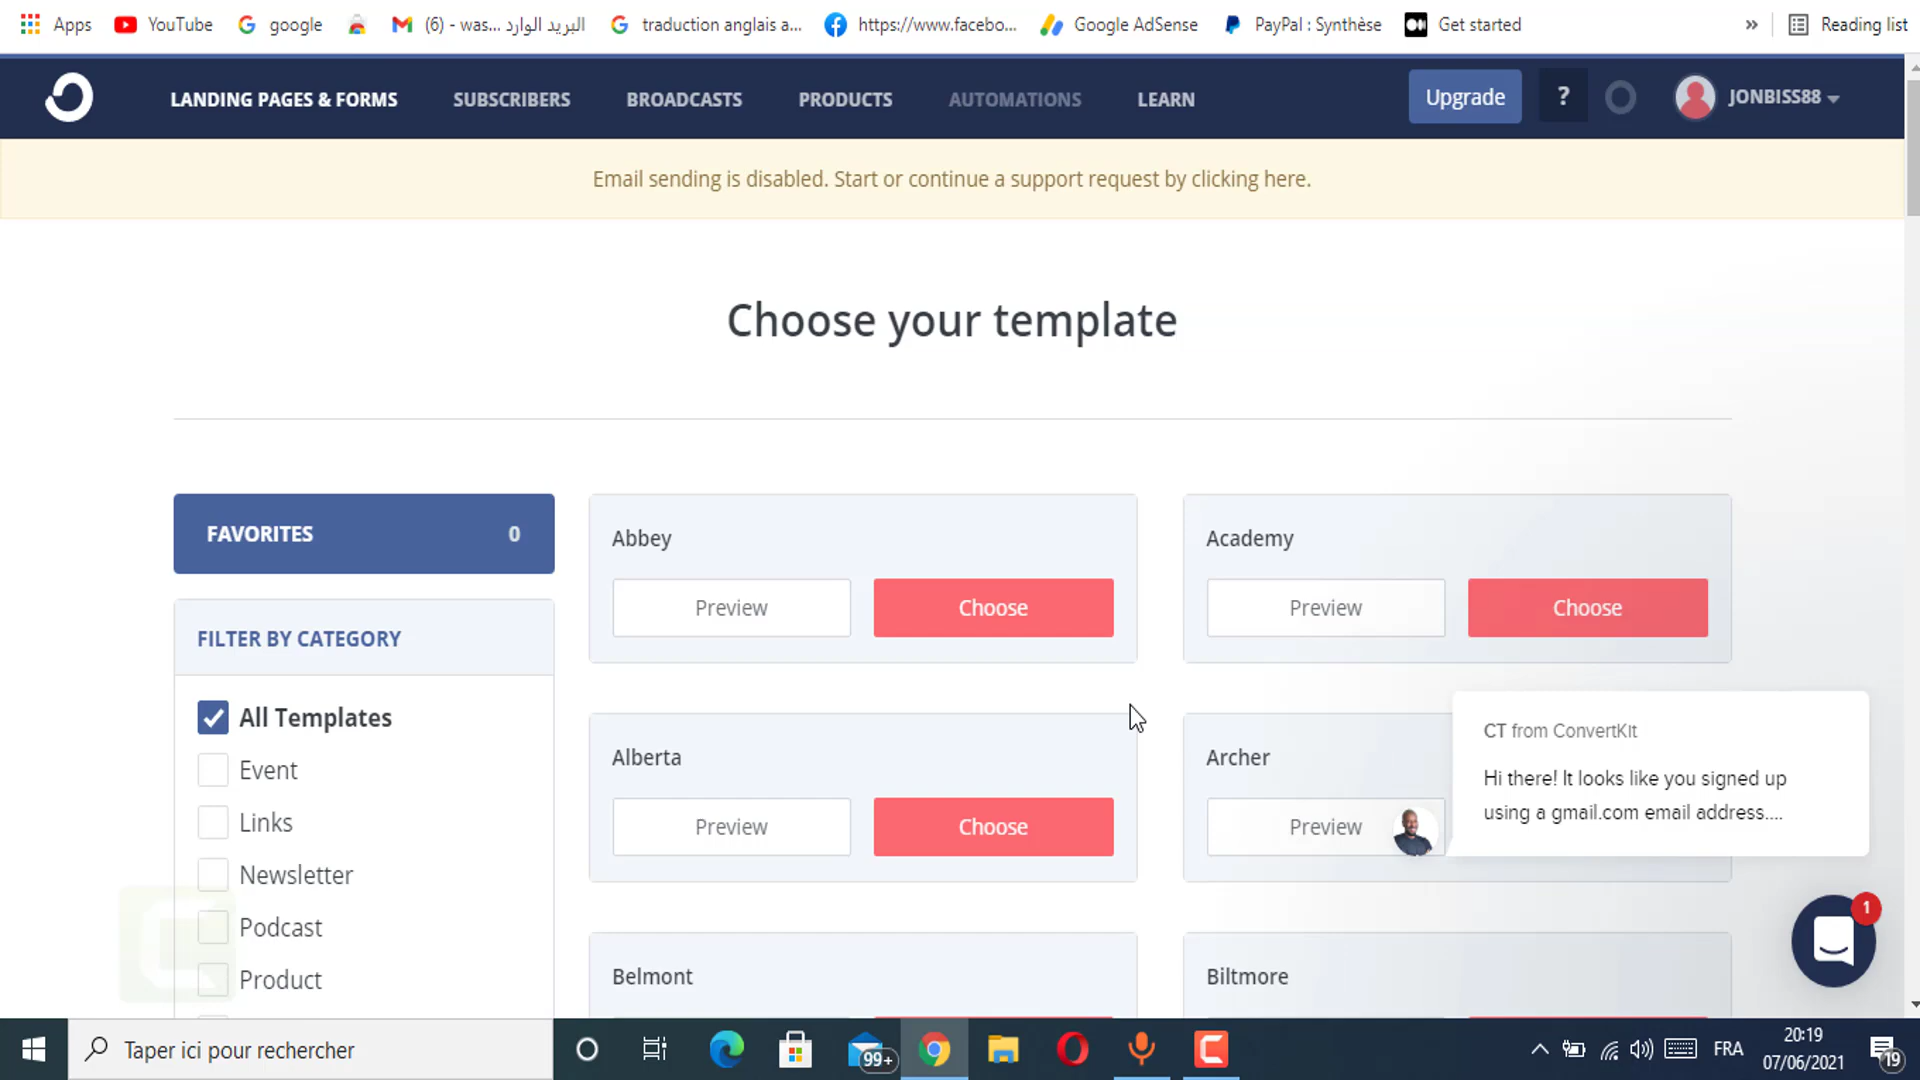 Apps
YouTube
google
(6) - was... البريد الوارد
traduction anglais a...
https://www.facebo...
Google AdSense
PayPal : Synthèse
Get started
»
Reading list
LANDING PAGES & FORMS
SUBSCRIBERS
BROADCASTS
PRODUCTS
AUTOMATIONS
LEARN
Upgrade
?
JONBISS88
Email sending is disabled. Start or continue a support request by clicking here.
Choose your template
FAVORITES 0
FILTER BY CATEGORY
All Templates
Event
Links
Newsletter
Podcast
Product
Abbey
Preview
Choose
Academy
Preview
Choose
Alberta
Preview
Choose
Archer
Preview
Belmont
Biltmore
CT from ConvertKit
Hi there! It looks like you signed up
using a gmail.com email address....
1
Taper ici pour rechercher
99+
FRA
20:19
07/06/2021
19